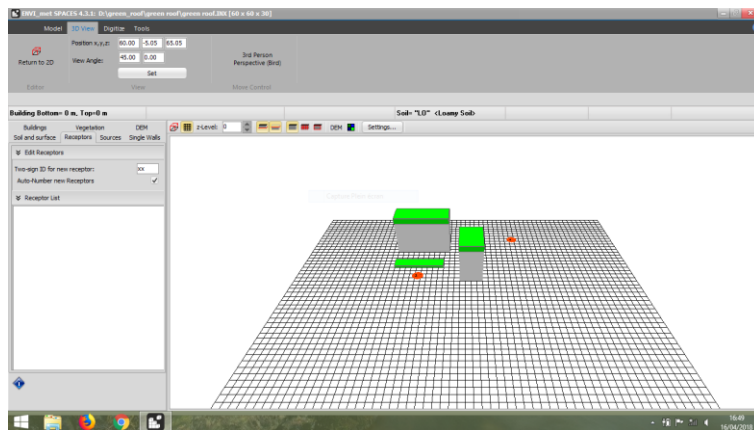 ENVI_met SPACES 4.3.1: D:\green_roof\green roof\green roof.INX [60 x 60 x 30]
Model 3D View Digitize Tools
Position x,y,z: 60.00 -5.05 65.05
View Angle: 45.00 0.00
Return to 2D
3rd Person
Perspective (Bird)
Set
Editor View Move Control
Building Bottom= 0 m, Top=0 m Soil= "LO" <Loamy Soil>
Buildings Vegetation DEM
Soil and surface Receptors Sources Single Walls
z-Level: 0 DEM Settings...
Edit Receptors
Two-sign ID for new receptor: xx
Auto-Number new Receptors
Receptor List
16:49
16/04/2018